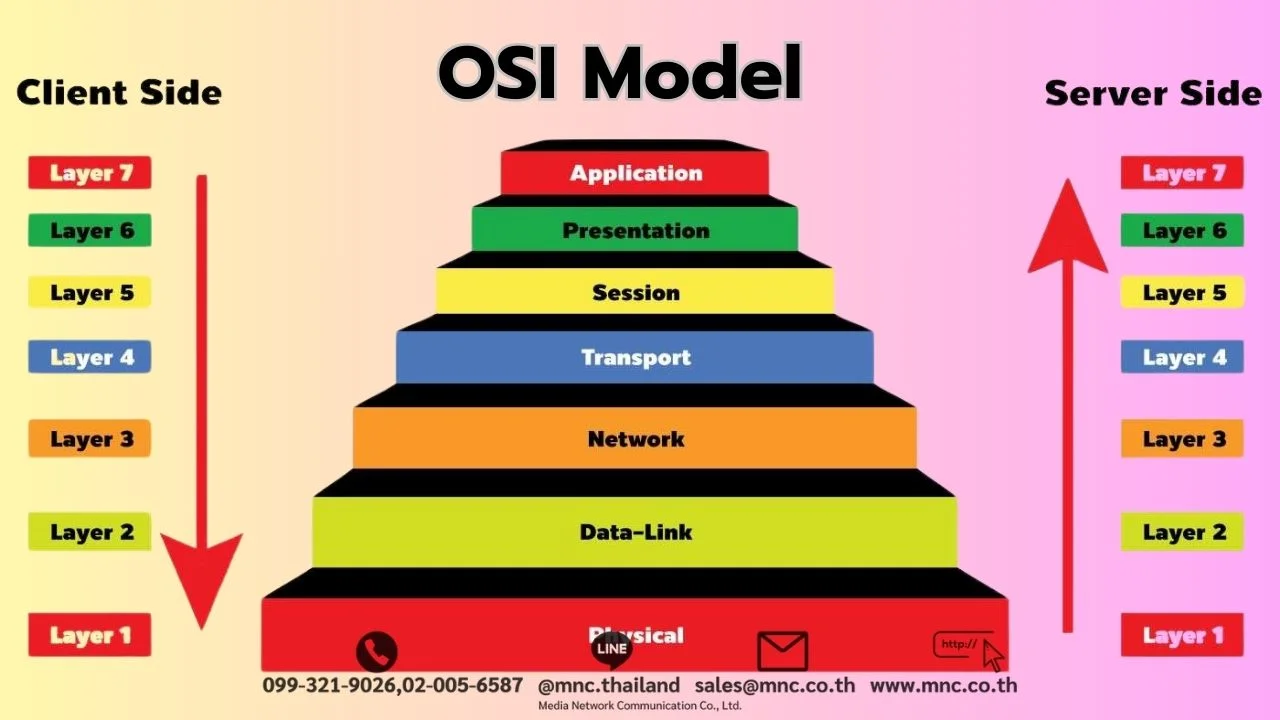 OSI Model
Client Side
Server Side
Layer 7
Application
Layer 7
Layer 6
Presentation
Layer 6
Layer 5
Session
Layer 5
Layer 4
Transport
Layer 4
Layer 3
Network
Layer 3
Layer 2
Data-Link
Layer 2
Layer 1
Physical
Layer 1
LINE
http://
099-321-9026,02-005-6587 @mnc.thailand sales@mnc.co.th www.mnc.co.th
Media Network Communication Co., Ltd.